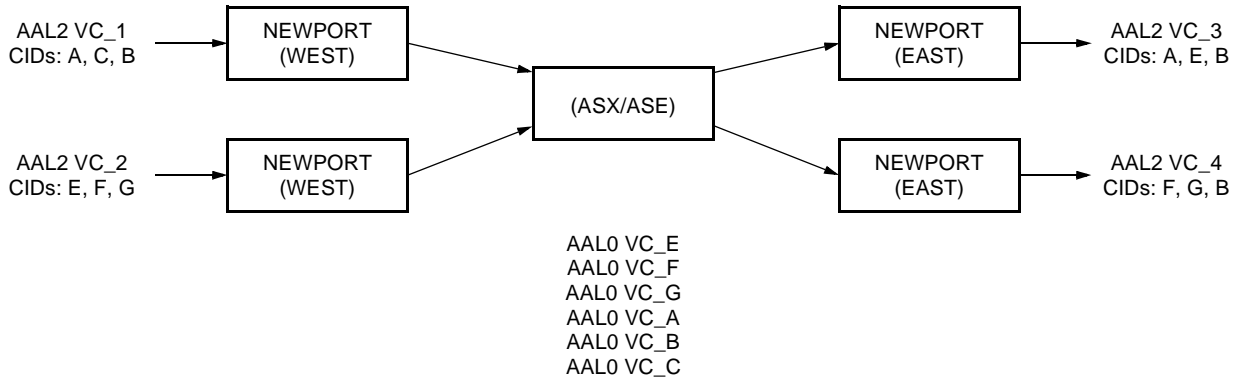 AAL2 VC_1
CIDs: A, C, B
NEWPORT
(WEST)
NEWPORT
(EAST)
AAL2 VC_3
CIDs: A, E, B
(ASX/ASE)
AAL2 VC_2
CIDs: E, F, G
NEWPORT
(WEST)
NEWPORT
(EAST)
AAL2 VC_4
CIDs: F, G, B
AAL0 VC_E
AAL0 VC_F
AAL0 VC_G
AAL0 VC_A
AAL0 VC_B
AAL0 VC_C